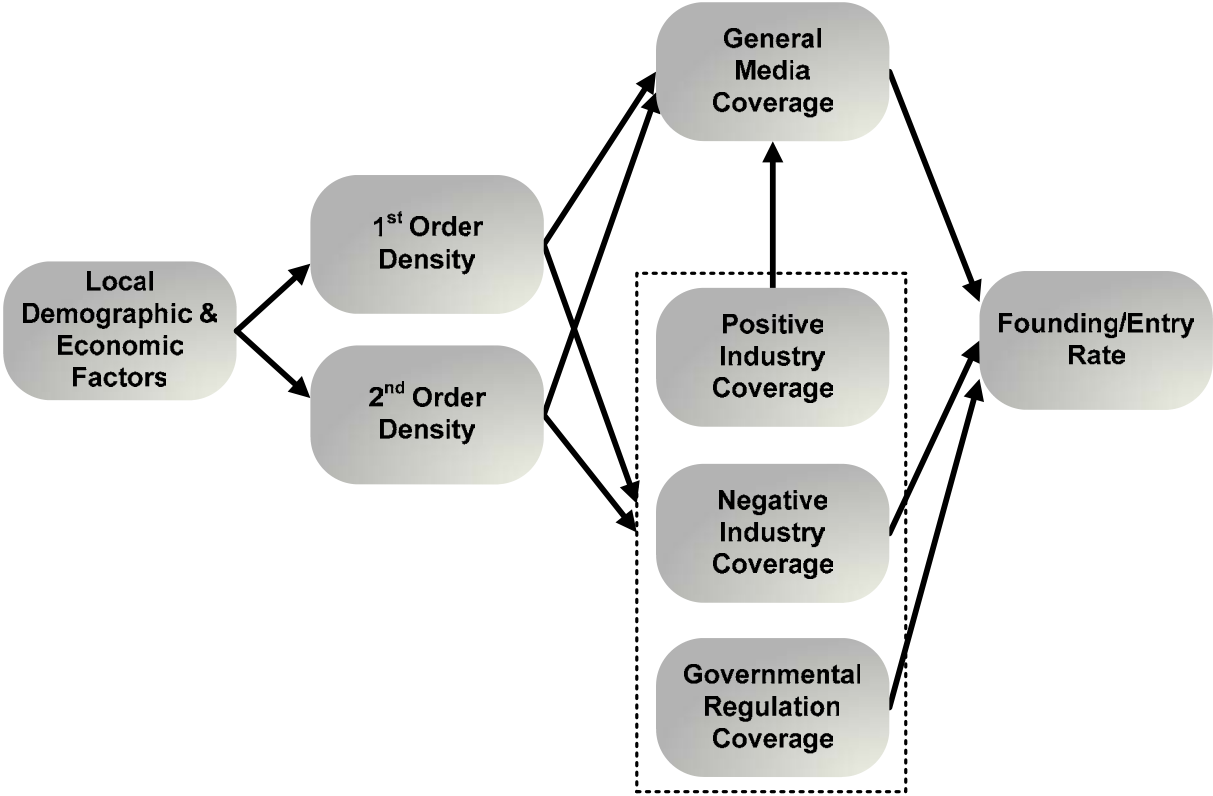 General
Media
Coverage
1st Order
Density
Local
Demographic &
Economic
Factors
2nd Order
Density
Positive
Industry
Coverage
Negative
Industry
Coverage
Governmental
Regulation
Coverage
Founding/Entry
Rate